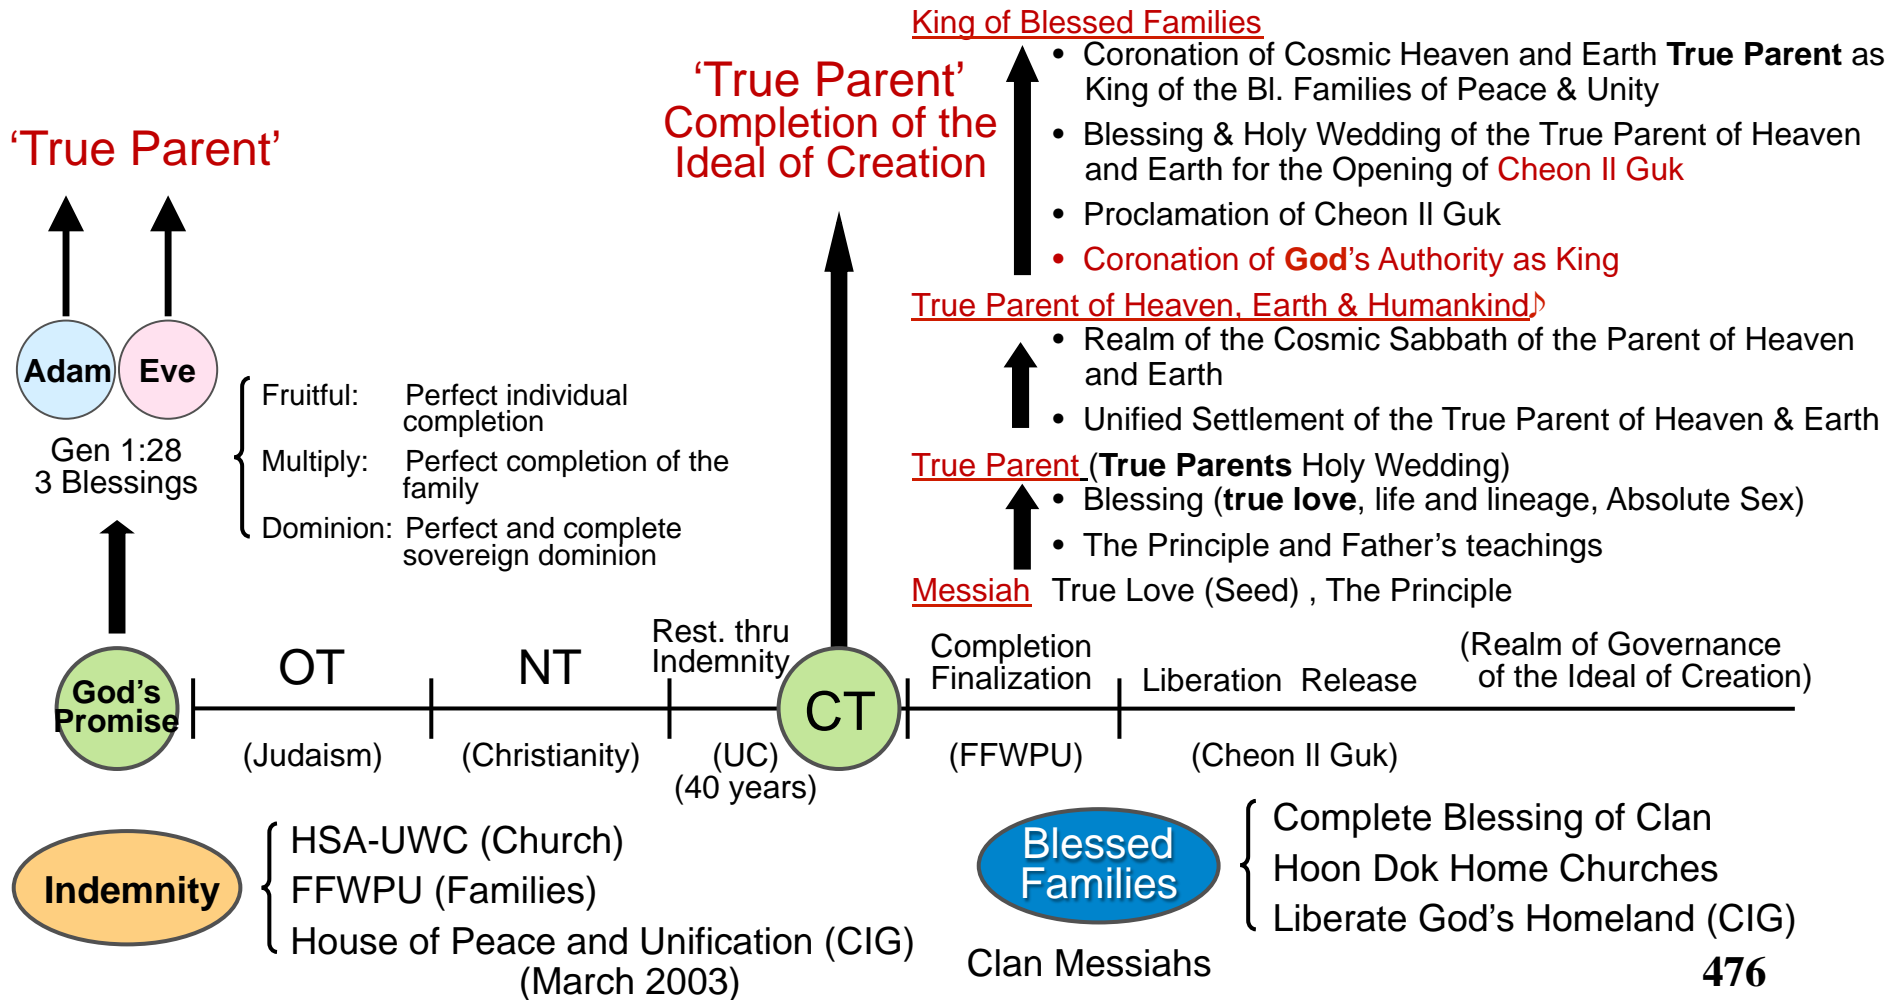 ‘True Parent’
Adam
Eve
Gen 1:28
3 Blessings
Fruitful: Perfect individual
completion
Multiply: Perfect completion of the
family
Dominion: Perfect and complete
sovereign dominion
‘True Parent’
Completion of the
Ideal of Creation
King of Blessed Families
• Coronation of Cosmic Heaven and Earth True Parent as
King of the Bl. Families of Peace & Unity
• Blessing & Holy Wedding of the True Parent of Heaven
and Earth for the Opening of Cheon Il Guk
• Proclamation of Cheon Il Guk
• Coronation of God’s Authority as King
True Parent of Heaven, Earth & Humankind♪
• Realm of the Cosmic Sabbath of the Parent of Heaven
and Earth
• Unified Settlement of the True Parent of Heaven & Earth
True Parent (True Parents Holy Wedding)
• Blessing (true love, life and lineage, Absolute Sex)
• The Principle and Father’s teachings
Messiah True Love (Seed) , The Principle
God’s
Promise
OT
(Judaism)
NT
(Christianity)
Rest. thru
Indemnity
(UC)
(40 years)
CT
Completion
Finalization
(FFWPU)
Liberation Release
(Cheon Il Guk)
(Realm of Governance
of the Ideal of Creation)
Indemnity
HSA-UWC (Church)
FFWPU (Families)
House of Peace and Unification (CIG)
(March 2003)
Blessed
Families
Clan Messiahs
Complete Blessing of Clan
Hoon Dok Home Churches
Liberate God’s Homeland (CIG)
476